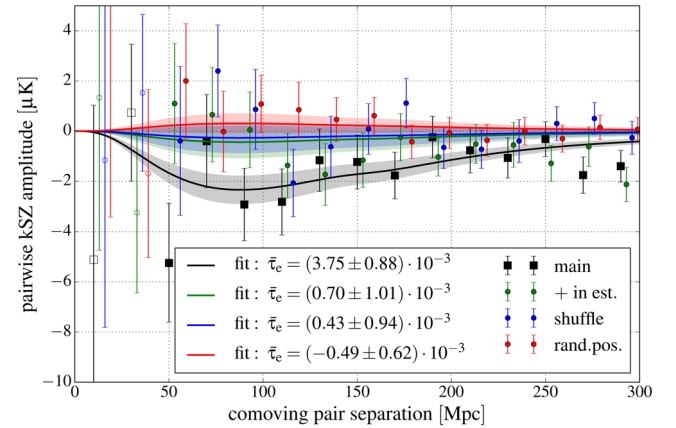 4
2
0
−2
−4
−6
−8
−10
pairwise kSZ amplitude [μK]
fit : τ̄e = (3.75 ± 0.88) · 10⁻³
fit : τ̄e = (0.70 ± 1.01) · 10⁻³
fit : τ̄e = (0.43 ± 0.94) · 10⁻³
fit : τ̄e = (−0.49 ± 0.62) · 10⁻³
main
+ in est.
shuffle
rand.pos.
0 50 100 150 200 250 300
comoving pair separation [Mpc]